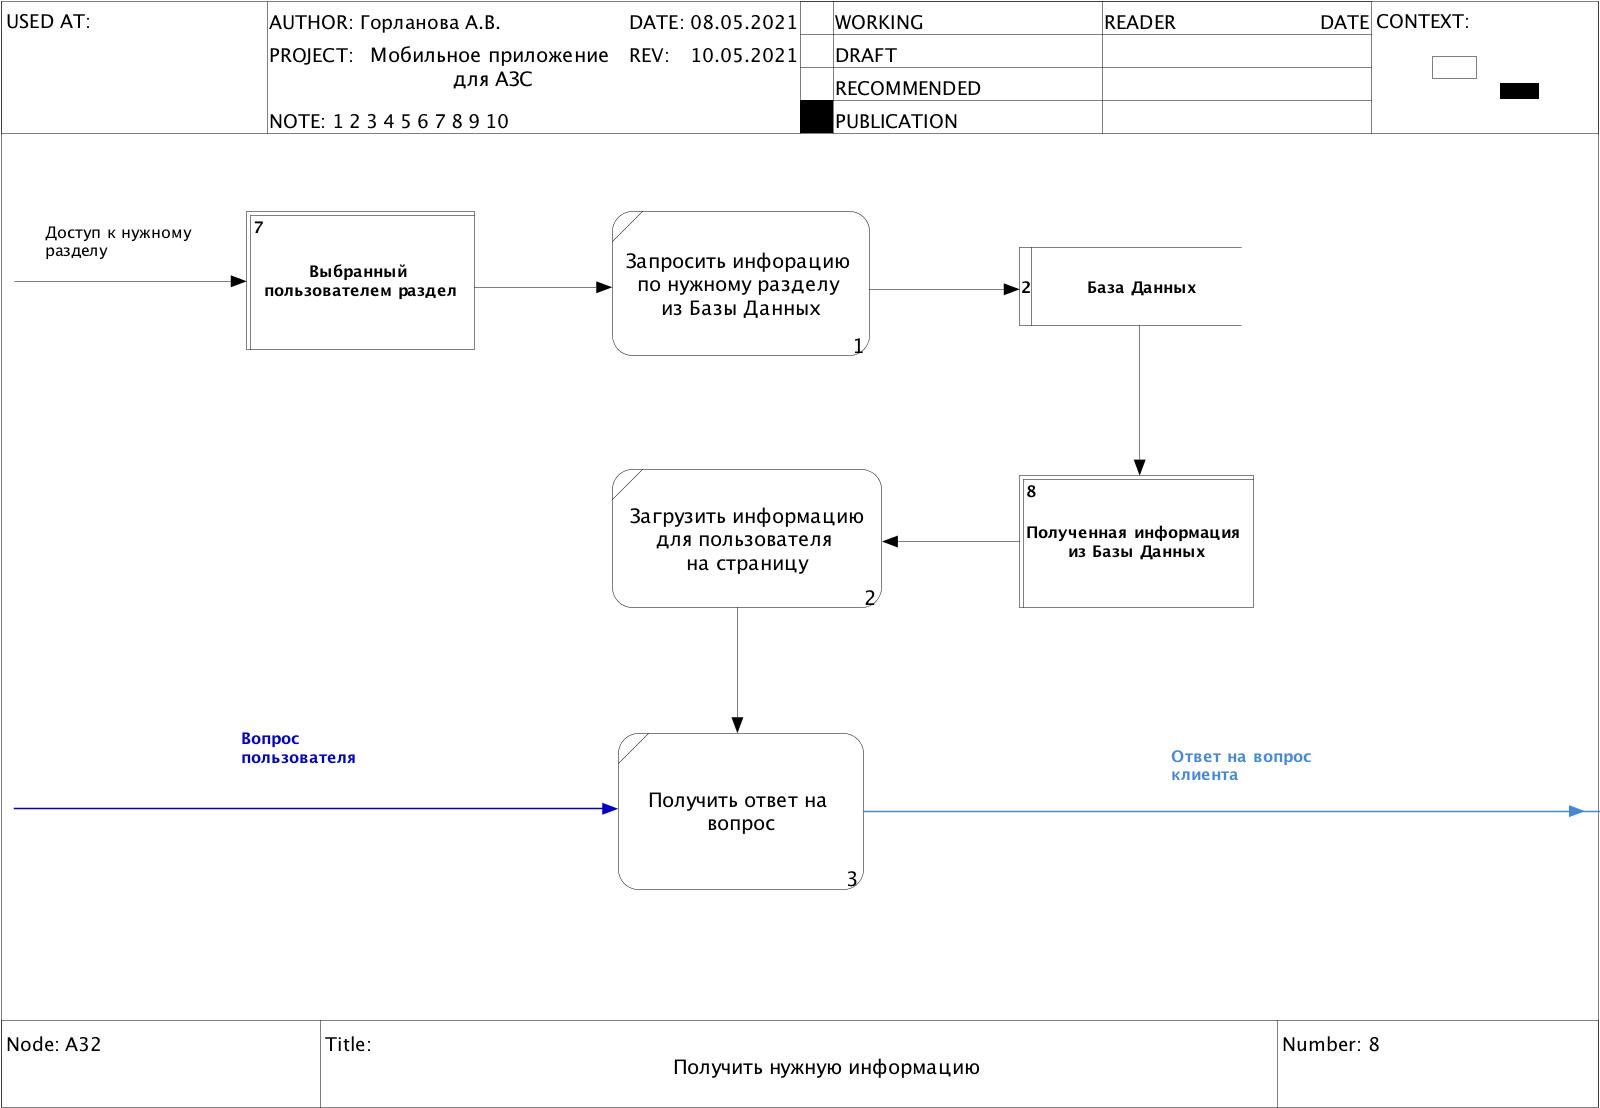 USED AT:
AUTHOR: Горланова А.В.
DATE: 08.05.2021
PROJECT: Мобильное приложение
для АЗС
REV: 10.05.2021
NOTE: 1 2 3 4 5 6 7 8 9 10
WORKING
DRAFT
RECOMMENDED
PUBLICATION
READER
DATE
CONTEXT:
Доступ к нужному
разделу
7
Выбранный
пользователем раздел
Запросить инфорацию
по нужному разделу
из Базы Данных
1
2
База Данных
Загрузить информацию
для пользователя
на страницу
2
8
Полученная информация
из Базы Данных
Вопрос
пользователя
Получить ответ на
вопрос
3
Ответ на вопрос
клиента
Node: A32
Title:
Получить нужную информацию
Number: 8